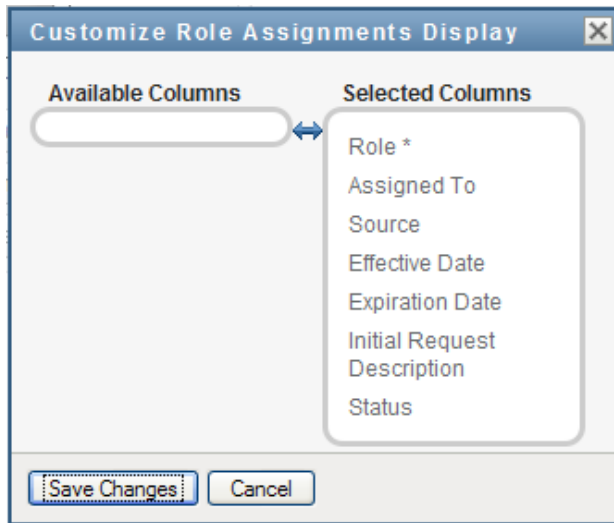 Customize Role Assignments Display
Available Columns
Selected Columns
Role *
Assigned To
Source
Effective Date
Expiration Date
Initial Request
Description
Status
Save Changes
Cancel